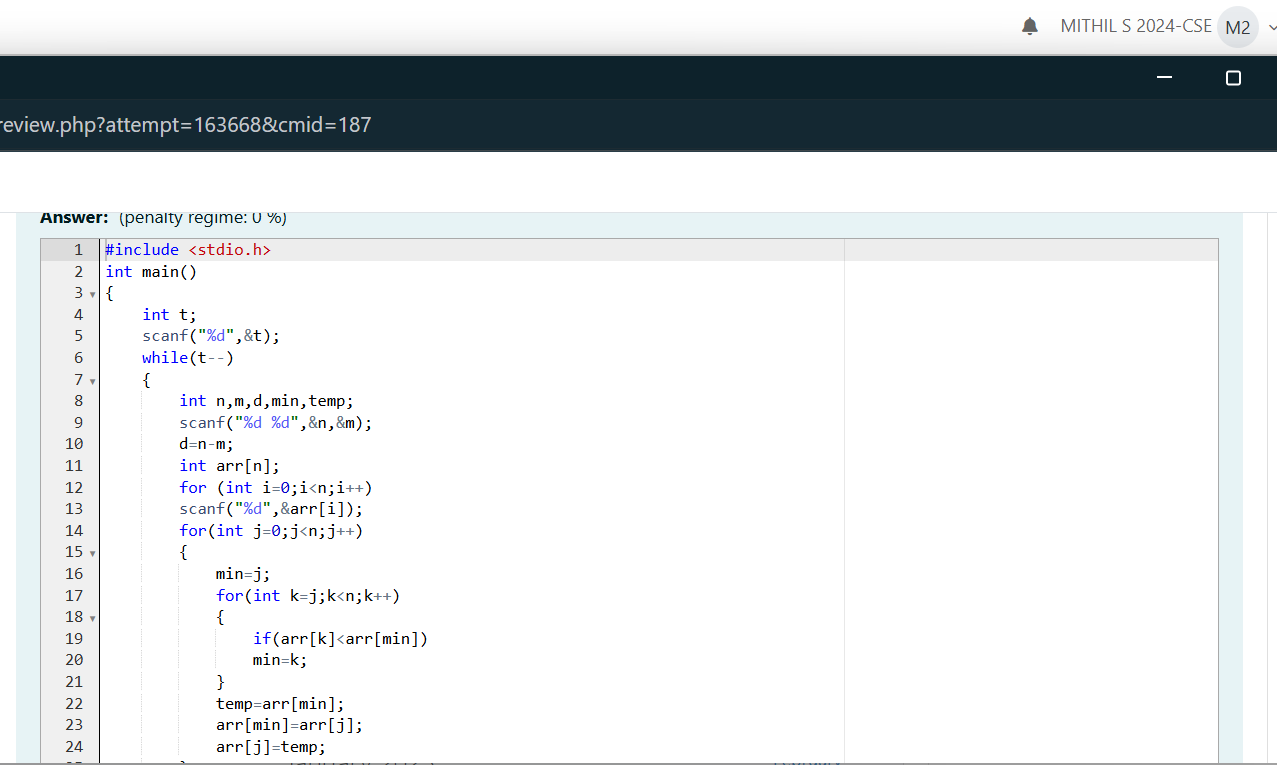 MITHIL S 2024-CSE M2
review.php?attempt=163668&cmid=187
Answer: (penalty regime: 0 %)
1 #include <stdio.h>
2 int main()
3 {
4 int t;
5 scanf("%d",&t);
6 while(t--)
7 {
8 int n,m,d,min,temp;
9 scanf("%d %d",&n,&m);
10 d=n-m;
11 int arr[n];
12 for (int i=0;i<n;i++)
13 scanf("%d",&arr[i]);
14 for(int j=0;j<n;j++)
15 {
16 min=j;
17 for(int k=j;k<n;k++)
18 {
19 if(arr[k]<arr[min])
20 min=k;
21 }
22 temp=arr[min];
23 arr[min]=arr[j];
24 arr[j]=temp;